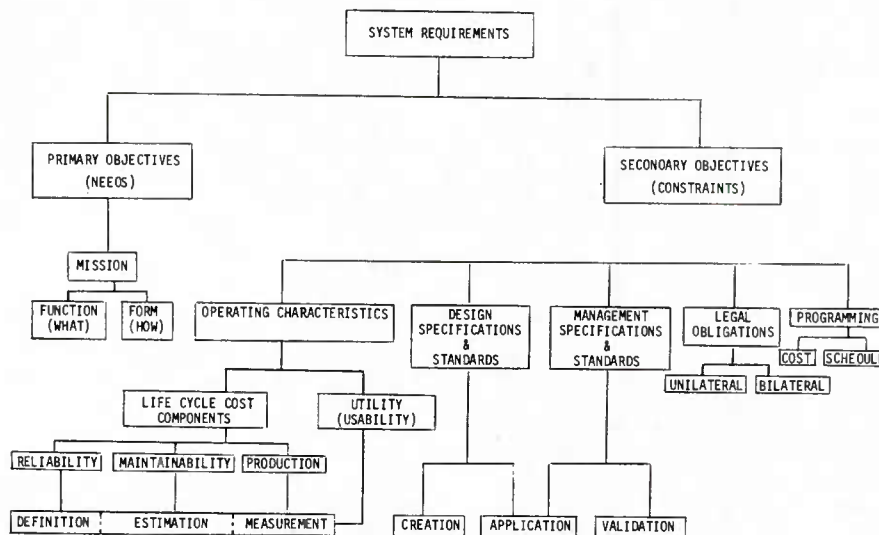 SYSTEM REQUIREMENTS
PRIMARY OBJECTIVES
(NEEOS)
SECONOARY OBJECTIVES
(CONSTRAINTS)
MISSION
FUNCTION
(WHAT)
FORM
(HOW)
OPERATING CHARACTERISTICS
DESIGN
SPECIFICATIONS
&
STANDARDS
MANAGEMENT
SPECIFICATIONS
&
STANDARDS
LEGAL
OBLIGATIONS
PROGRAMMING
COST
SCHEDULE
UNILATERAL
BILATERAL
LIFE CYCLE COST
COMPONENTS
UTILITY
(USABILITY)
RELIABILITY
MAINTAINABILITY
PRODUCTION
DEFINITION
ESTIMATION
MEASUREMENT
CREATION
APPLICATION
VALIDATION